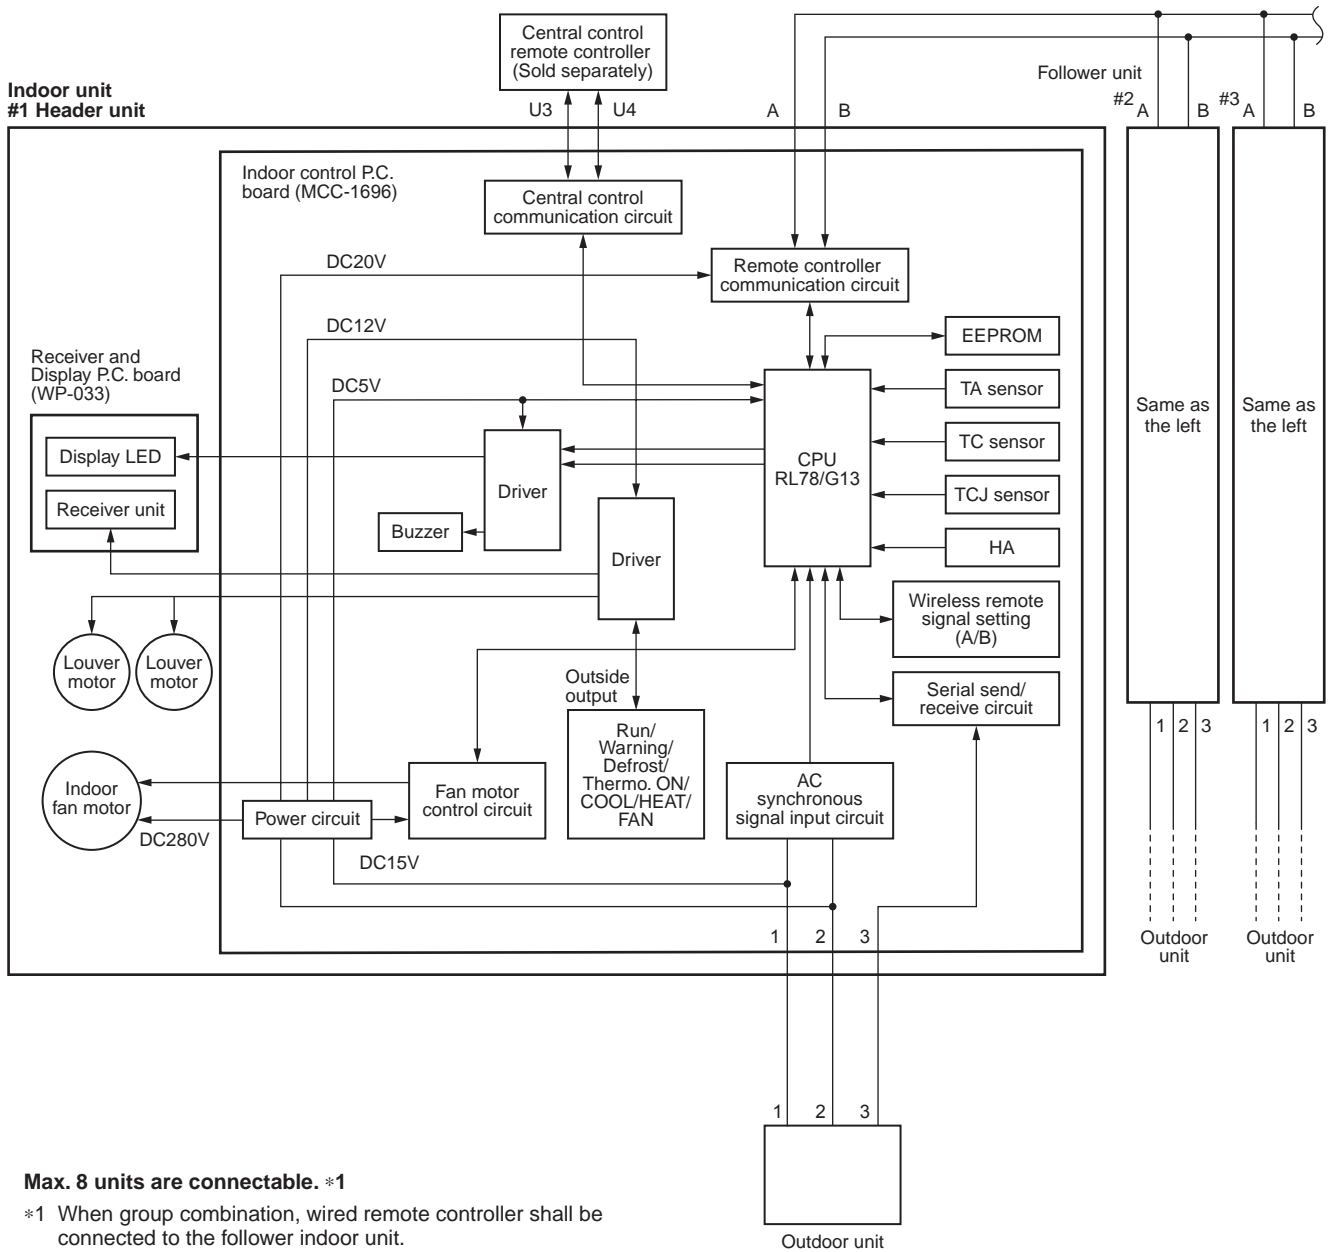 Central control
remote controller
(Sold separately)
Indoor unit
#1 Header unit
U3
U4
A
B
Follower unit
#2
A
B
#3
A
B
Indoor control P.C.
board (MCC-1696)
Central control
communication circuit
DC20V
Remote controller
communication circuit
DC12V
EEPROM
Receiver and
Display P.C. board
(WP-033)
DC5V
TA sensor
Same as
the left
Same as
the left
Display LED
TC sensor
CPU
RL78/G13
Driver
TCJ sensor
Receiver unit
Buzzer
HA
Driver
Wireless remote
signal setting
(A/B)
Louver
motor
Louver
motor
Outside
output
Serial send/
receive circuit
Run/
Warning/
Defrost/
Thermo. ON/
COOL/HEAT/
FAN
1
2
3
1
2
3
Indoor
fan motor
Fan motor
control circuit
AC
synchronous
signal input circuit
Power circuit
DC280V
DC15V
1
2
3
Outdoor
unit
Outdoor
unit
1
2
3
Max. 8 units are connectable. *1
*1 When group combination, wired remote controller shall be
connected to the follower indoor unit.
Outdoor unit